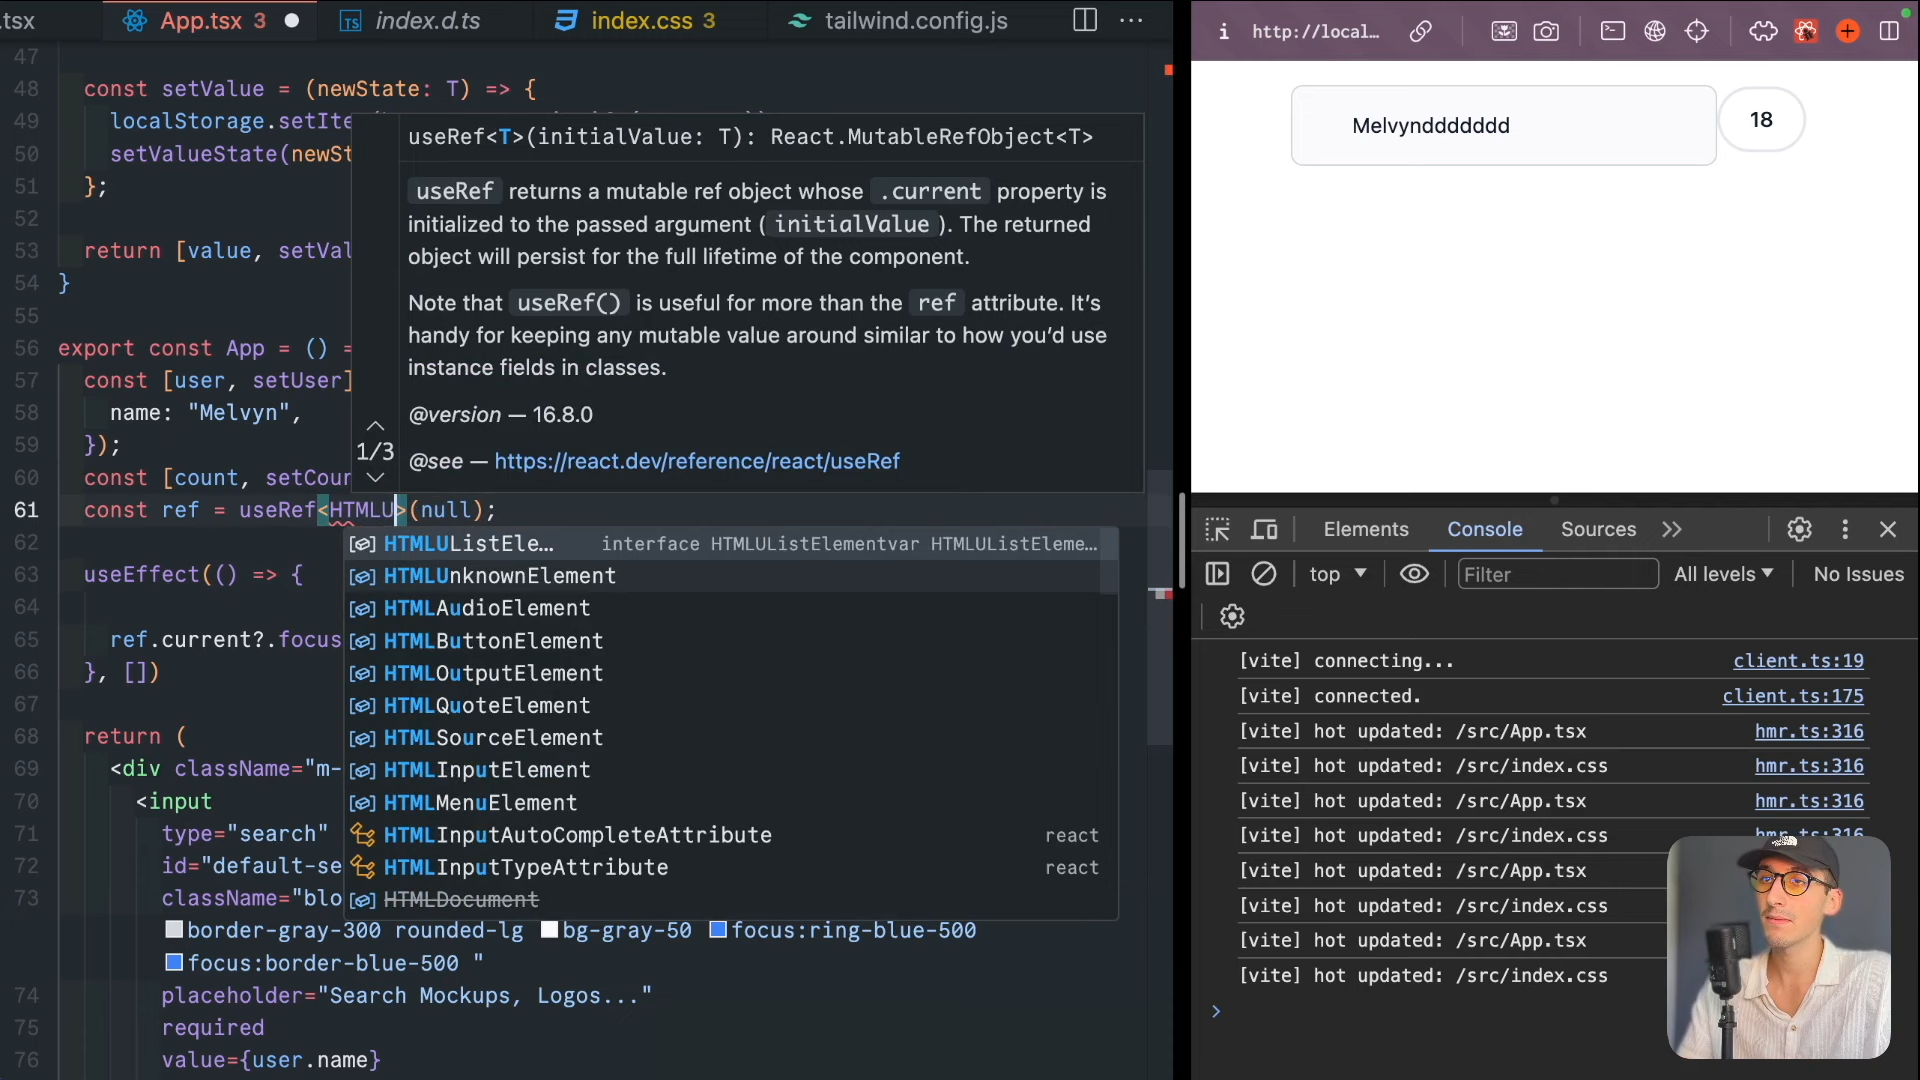 .tsx
App.tsx 3
TS index.d.ts
index.css 3
tailwind.config.js
47
48 const setValue = (newState: T) => {
49 localStorage.setIte
50 setValueState(newSt
51 };
52
53 return [value, setVal
54 }
55
56 export const App = () =
57 const [user, setUser]
58 name: "Melvyn",
59 });
60 const [count, setCour
61 const ref = useRef<HTMLU>(null);
62
63 useEffect(() => {
64
65 ref.current?.focus
66 }, [])
67
68 return (
69 <div className="m-
70 <input
71 type="search"
72 id="default-se
73 className="blo
border-gray-300 rounded-lg bg-gray-50 focus:ring-blue-500
focus:border-blue-500 "
74 placeholder="Search Mockups, Logos..."
75 required
76 value={user.name}
useRef<T>(initialValue: T): React.MutableRefObject<T>
useRef returns a mutable ref object whose .current property is
initialized to the passed argument ( initialValue ). The returned
object will persist for the full lifetime of the component.
Note that useRef() is useful for more than the ref attribute. It's
handy for keeping any mutable value around similar to how you'd use
instance fields in classes.
@version — 16.8.0
1/3
@see — https://react.dev/reference/react/useRef
HTMLUListEle… interface HTMLUListElementvar HTMLUListEleme…
HTMLUnknownElement
HTMLAudioElement
HTMLButtonElement
HTMLOutputElement
HTMLQuoteElement
HTMLSourceElement
HTMLInputElement
HTMLMenuElement
HTMLInputAutoCompleteAttribute react
HTMLInputTypeAttribute react
HTMLDocument
i http://local…
Melvynddddddd
18
Elements Console Sources
top Filter All levels No Issues
[vite] connecting... client.ts:19
[vite] connected. client.ts:175
[vite] hot updated: /src/App.tsx hmr.ts:316
[vite] hot updated: /src/index.css hmr.ts:316
[vite] hot updated: /src/App.tsx hmr.ts:316
[vite] hot updated: /src/index.css hmr.ts:316
[vite] hot updated: /src/App.tsx
[vite] hot updated: /src/index.css
[vite] hot updated: /src/App.tsx
[vite] hot updated: /src/index.css